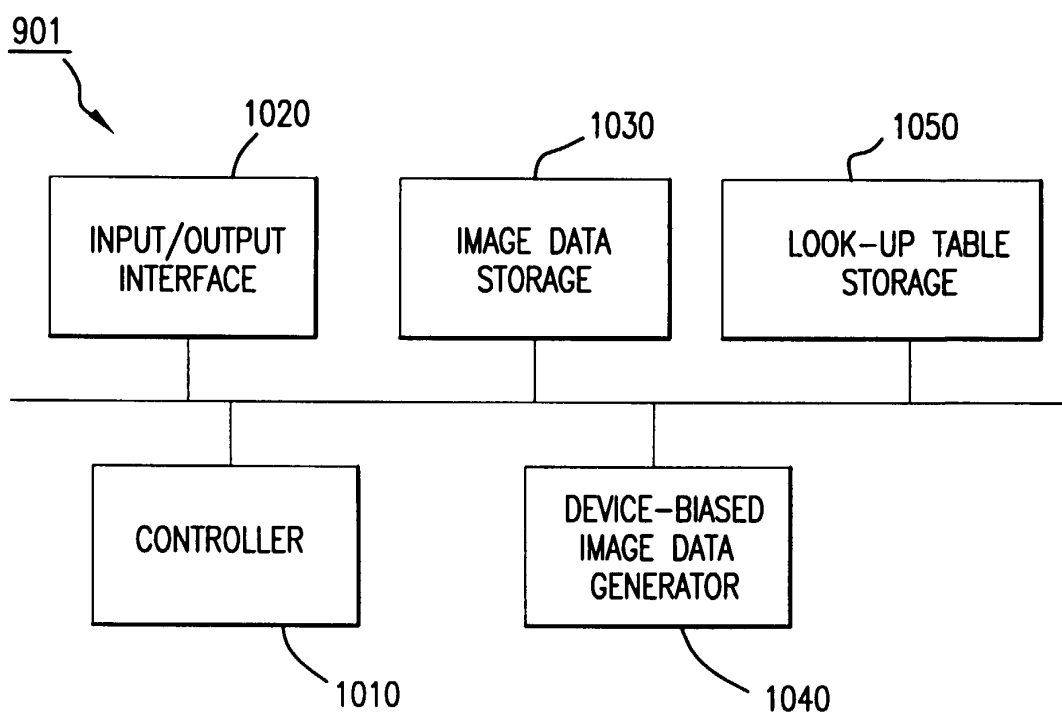 901
1020
1030
1050
INPUT/OUTPUT
INTERFACE
IMAGE DATA
STORAGE
LOOK-UP TABLE
STORAGE
CONTROLLER
DEVICE-BIASED
IMAGE DATA
GENERATOR
1010
1040